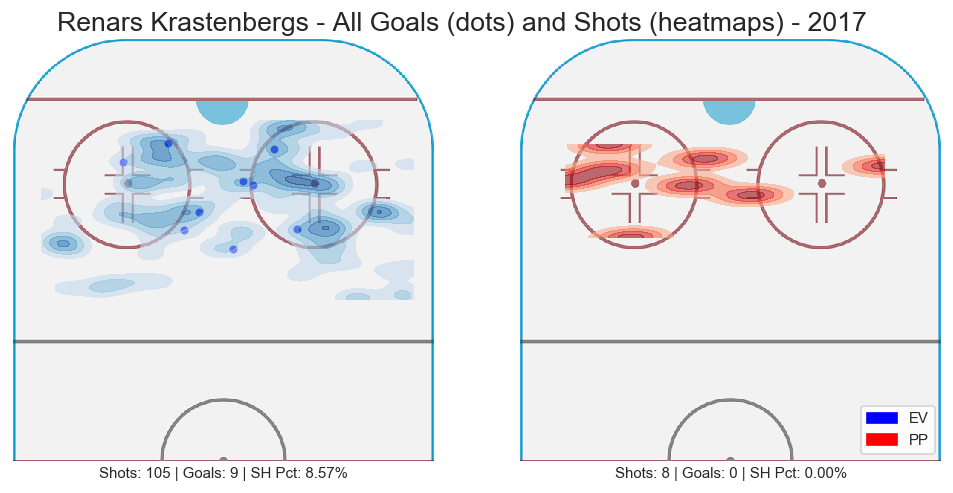 Renars Krastenbergs - All Goals (dots) and Shots (heatmaps) - 2017
EV
PP
Shots: 105 | Goals: 9 | SH Pct: 8.57%
Shots: 8 | Goals: 0 | SH Pct: 0.00%